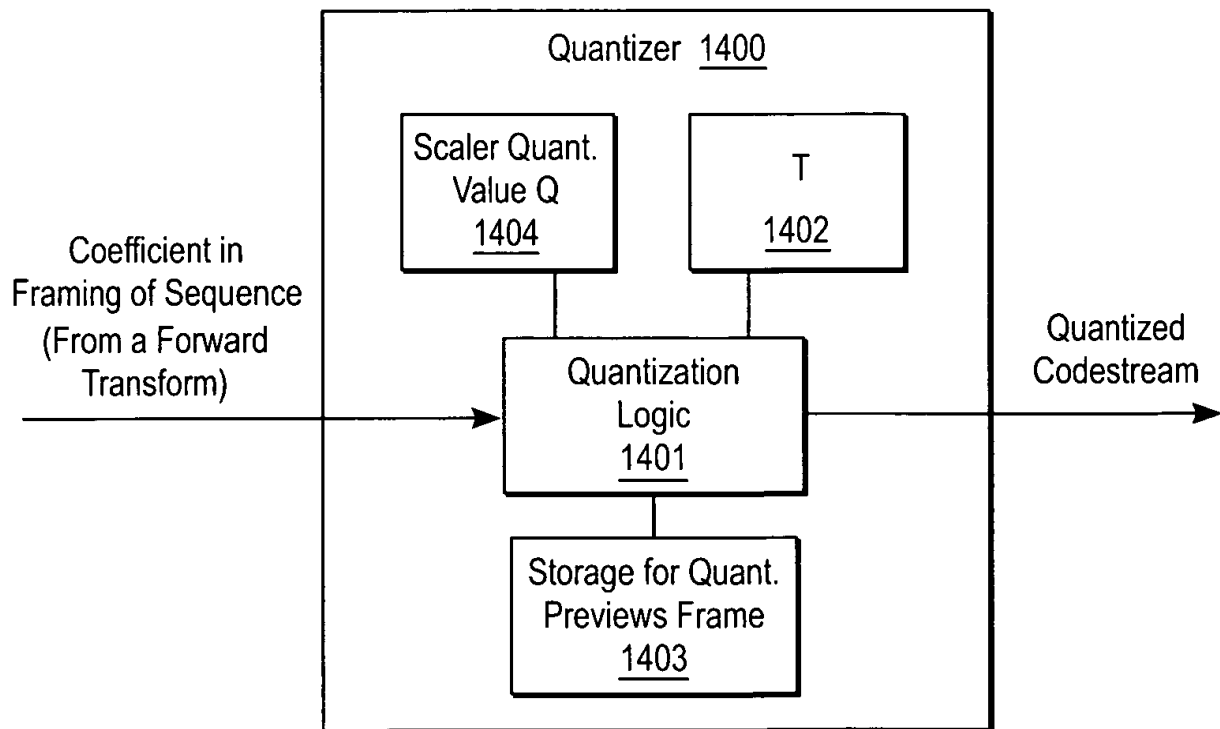 Quantizer 1400
Scaler Quant.
Value Q
1404
T
1402
Coefficient in
Framing of Sequence
(From a Forward
Transform)
Quantization
Logic
1401
Quantized
Codestream
Storage for Quant.
Previews Frame
1403